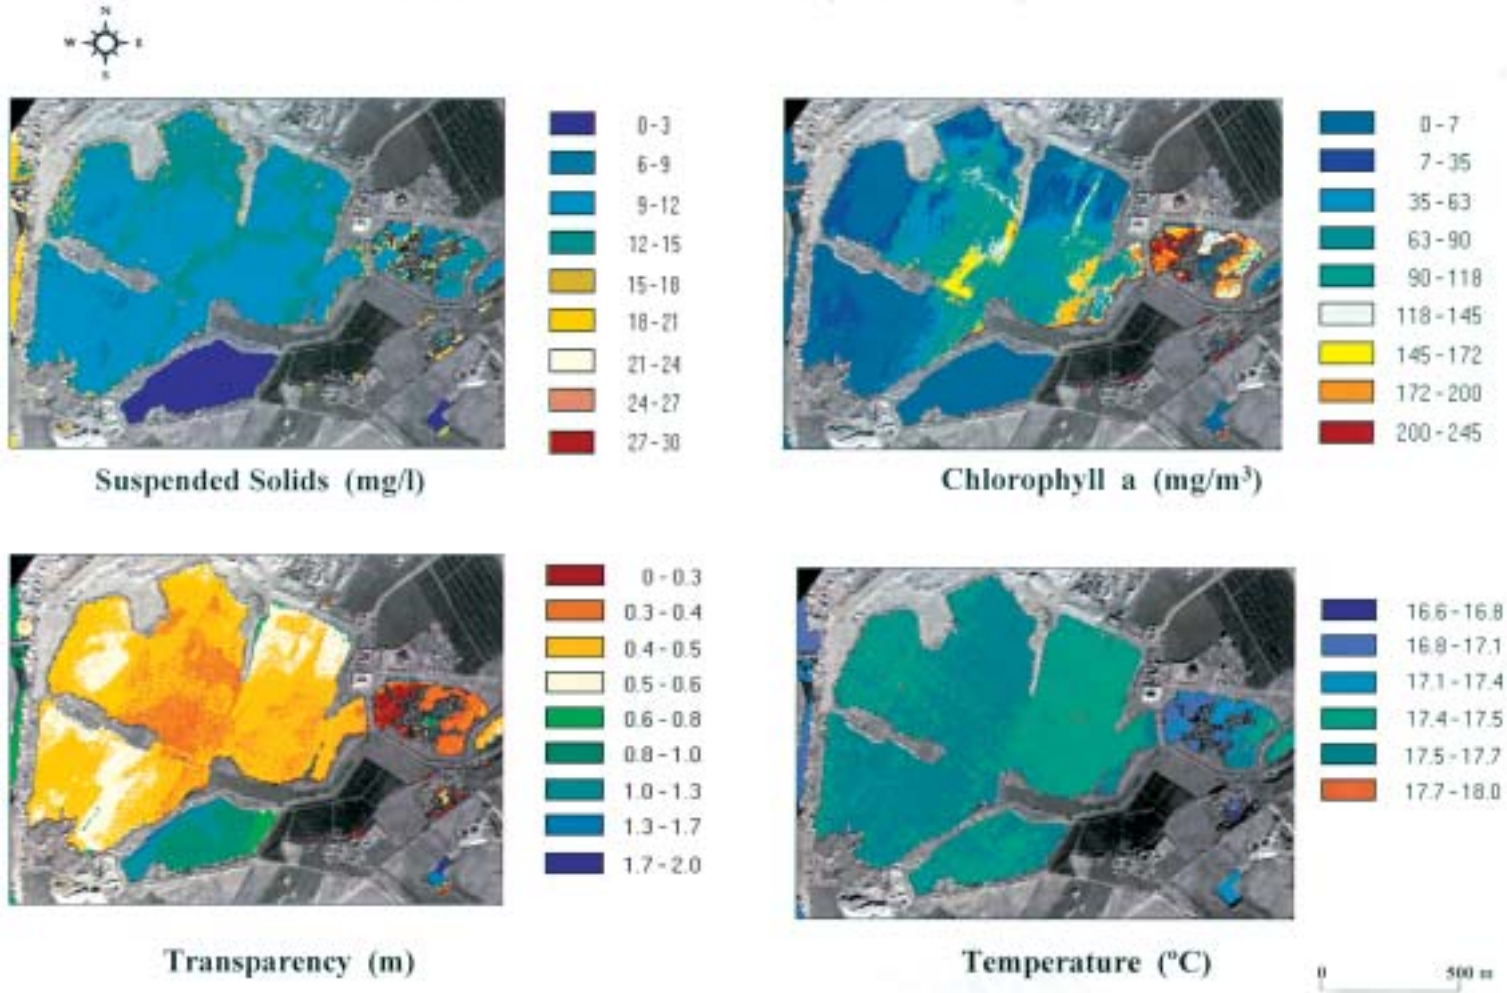 N
W E
S
0 - 3
6 - 9
9 - 12
12 - 15
15 - 18
18 - 21
21 - 24
24 - 27
27 - 30
Suspended Solids (mg/l)
0 - 7
7 - 35
35 - 63
63 - 90
90 - 118
118 - 145
145 - 172
172 - 200
200 - 245
Chlorophyll a (mg/m³)
0 - 0.3
0.3 - 0.4
0.4 - 0.5
0.5 - 0.6
0.6 - 0.8
0.8 - 1.0
1.0 - 1.3
1.3 - 1.7
1.7 - 2.0
Transparency (m)
16.6 - 16.8
16.8 - 17.1
17.1 - 17.4
17.4 - 17.5
17.5 - 17.7
17.7 - 18.0
Temperature (ºC)
0 500 m